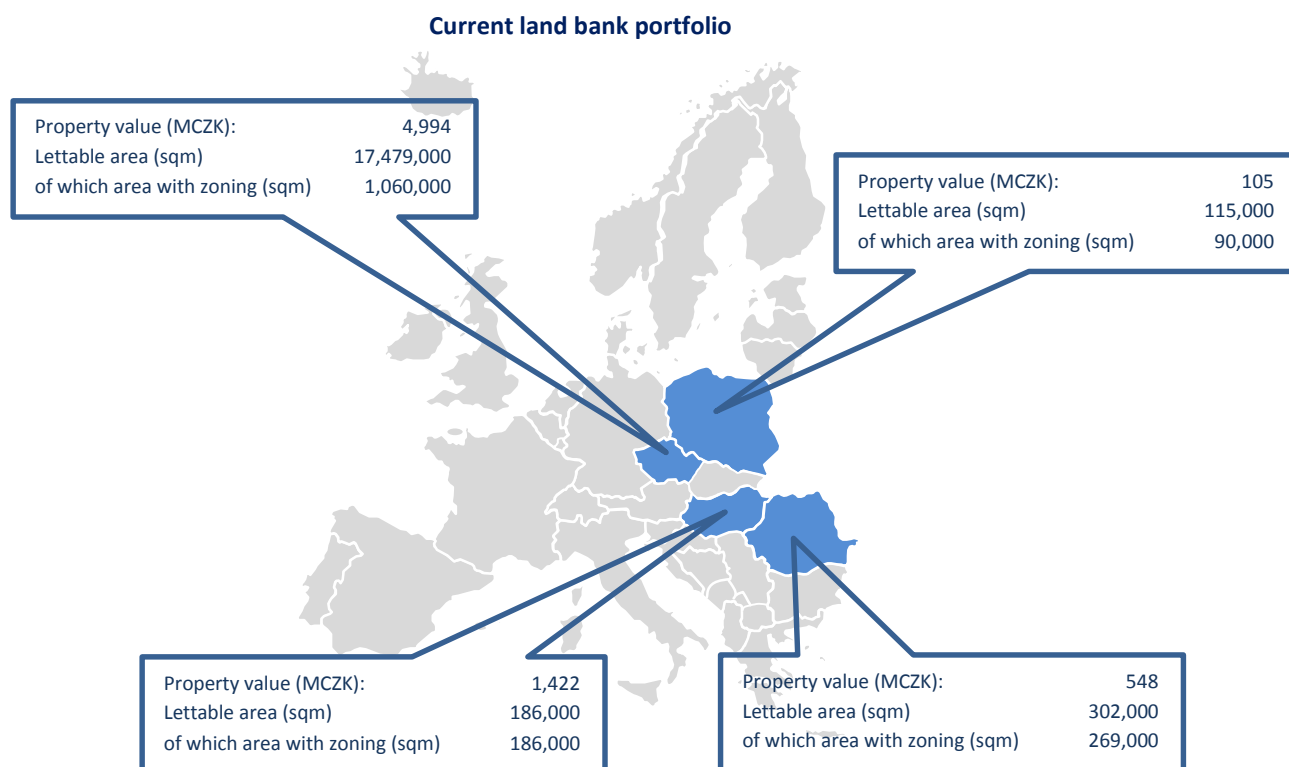 Current land bank portfolio
Property value (MCZK): 4,994
Lettable area (sqm) 17,479,000
of which area with zoning (sqm) 1,060,000
Property value (MCZK): 105
Lettable area (sqm) 115,000
of which area with zoning (sqm) 90,000
Property value (MCZK): 1,422
Lettable area (sqm) 186,000
of which area with zoning (sqm) 186,000
Property value (MCZK): 548
Lettable area (sqm) 302,000
of which area with zoning (sqm) 269,000